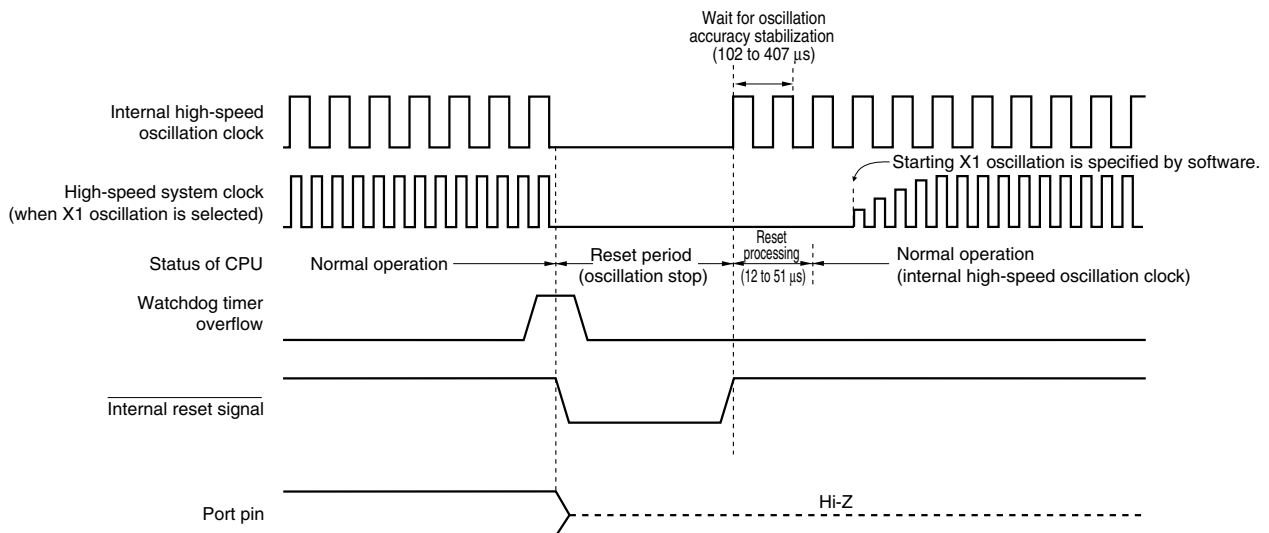 Wait for oscillation
accuracy stabilization
(102 to 407 μs)
Internal high-speed
oscillation clock
Starting X1 oscillation is specified by software.
High-speed system clock
(when X1 oscillation is selected)
Status of CPU
Normal operation
Reset period
(oscillation stop)
Reset
processing
(12 to 51 μs)
Normal operation
(internal high-speed oscillation clock)
Watchdog timer
overflow
Internal reset signal
Port pin
Hi-Z